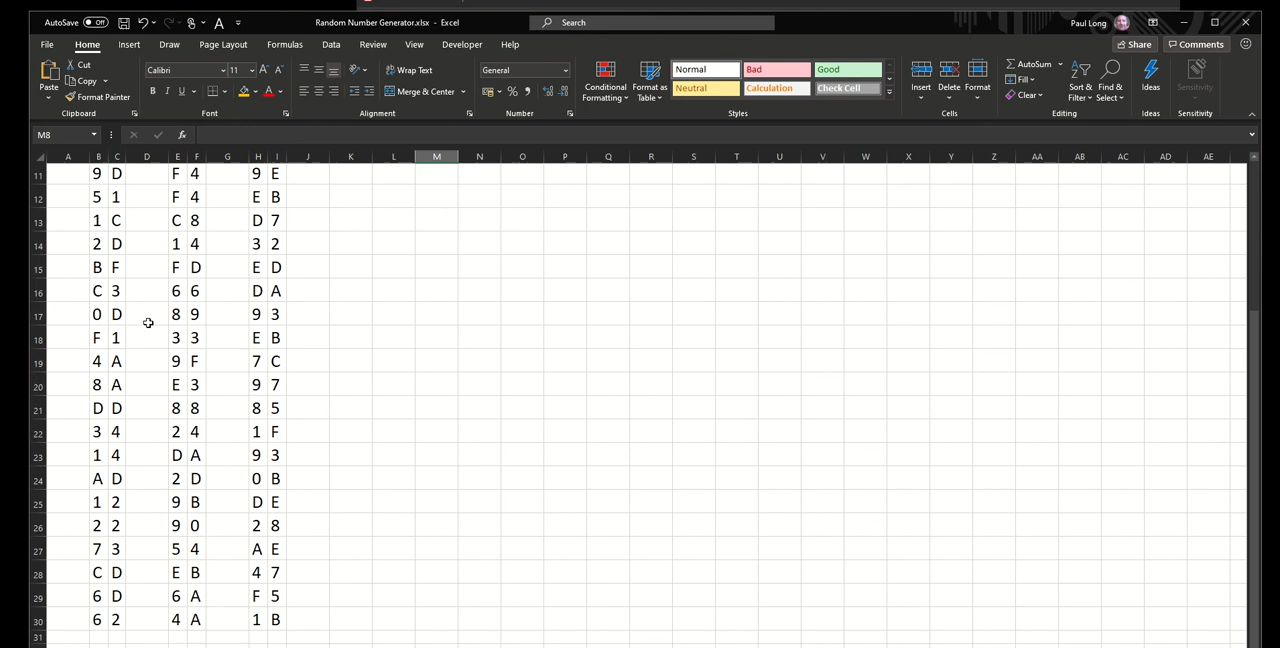 AutoSave Off Random Number Generator.xlsx - Excel Search Paul Long
File Home Insert Draw Page Layout Formulas Data Review View Developer Help Share Comments
Paste Cut Copy Format Painter Clipboard
Calibri 11 A A B I U A Font
Wrap Text Merge & Center Alignment
General % Number
Conditional Formatting Format as Table Normal Bad Good Neutral Calculation Check Cell Styles
Insert Delete Format Cells
AutoSum Fill Clear Sort & Filter Find & Select Editing
Ideas Ideas
Sensitivity Sensitivity
M8 fx
A B C D E F G H I J K L M N O P Q R S T U V W X Y Z AA AB AC AD AE
11 9 D F 4 9 E
12 5 1 F 4 E B
13 1 C C 8 D 7
14 2 D 1 4 3 2
15 B F F D E D
16 C 3 6 6 D A
17 0 D 8 9 9 3
18 F 1 3 3 E B
19 4 A 9 F 7 C
20 8 A E 3 9 7
21 D D 8 8 8 5
22 3 4 2 4 1 F
23 1 4 D A 9 3
24 A D 2 D 0 B
25 1 2 9 B D E
26 2 2 9 0 2 8
27 7 3 5 4 A E
28 C D E B 4 7
29 6 D 6 A F 5
30 6 2 4 A 1 B
31